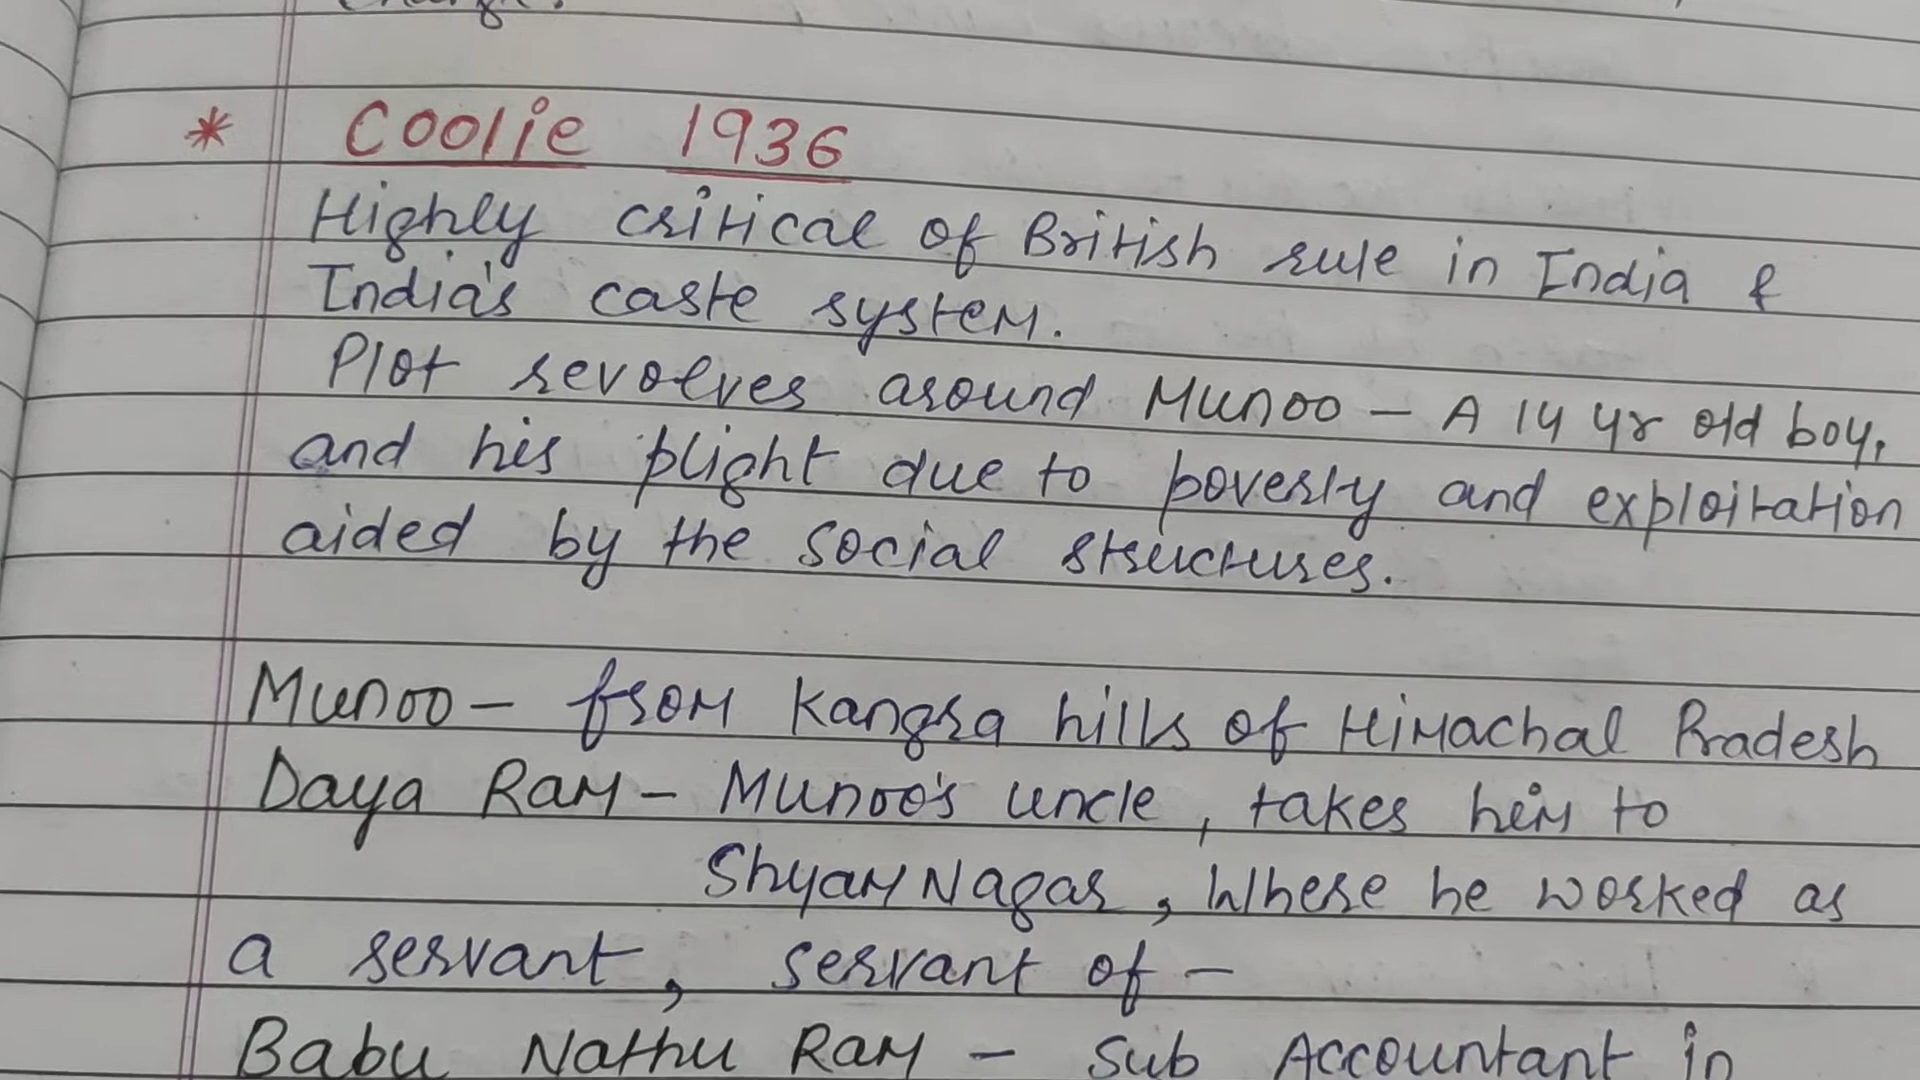 * Coolie 1936
Highly critical of British rule in India &
India's caste system.
Plot revolves around Munoo - A 14 yr old boy,
and his plight due to poverty and exploitation
aided by the social structures.
Munoo - from Kangra hills of Himachal Pradesh
Daya Ram - Munoo's uncle, takes him to
Shyam Nagar, Where he worked as
a servant, servant of -
Babu Nathu Ram - Sub Accountant in